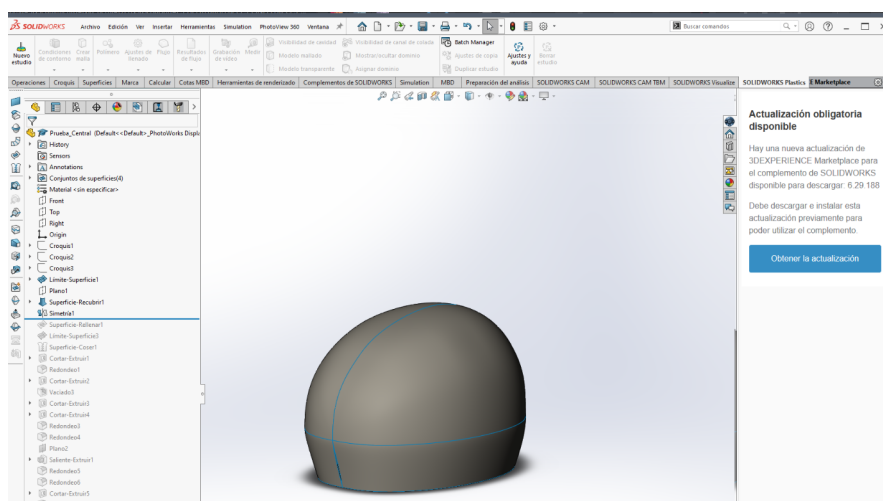 SOLIDWORKS Archivo Edición Ver Insertar Herramientas Simulation PhotoView 360 Ventana
Buscar comandos
Nuevo estudio
Condiciones de conformo
Crear malla
Polímero
Ajustes de llenado
Flujo
Resultados de flujo
Grabación de vídeo
Medir
Visibilidad de cavidad
Modelo mallado
Modelo transparente
Visibilidad de canal de colada
Mostrar/ocultar dominio
Asignar dominios
Batch Manager
Ajustes de copia
Duplicar estudio
Ajustes y ayuda
Borrar estudio
Operaciones Croquis Superficies Marca Calcular Cotas MBD Herramientas de renderizado Complementos de SOLIDWORKS Simulation MBD Preparación del análisis SOLIDWORKS CAM SOLIDWORKS CAM TBM SOLIDWORKS Visualize SOLIDWORKS Plastics E Marketplace
Prueba_Central (Default<<Default>_PhotoWorks Displ
History
Sensors
Annotations
Conjuntos de superficies(4)
Material <sin especificar>
Front
Top
Right
Origin
Croquis1
Croquis2
Croquis3
Límite-Superficie1
Plano1
Superficie-Recubrir1
Simetría1
Superficie-Rellenar1
Límite-Superficie3
Superficie-Coser1
Cortar-Extruir1
Redondeo1
Cortar-Extruir2
Vaciado3
Cortar-Extruir3
Cortar-Extruir4
Redondeo3
Redondeo4
Plano2
Saliente-Extruir1
Redondeo5
Redondeo6
Cortar-Extruir5
Actualización obligatoria
disponible
Hay una nueva actualización de
3DEXPERIENCE Marketplace para
el complemento de SOLIDWORKS
disponible para descargar: 6.29.188
Debe descargar e instalar esta
actualización previamente para
poder utilizar el complemento.
Obtener la actualización